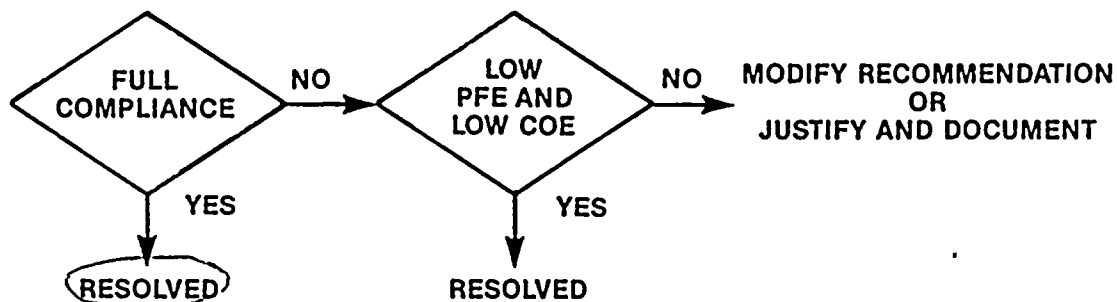 FULL
COMPLIANCE
NO
LOW
PFE AND
LOW COE
NO
MODIFY RECOMMENDATION
OR
JUSTIFY AND DOCUMENT
YES
YES
RESOLVED
RESOLVED